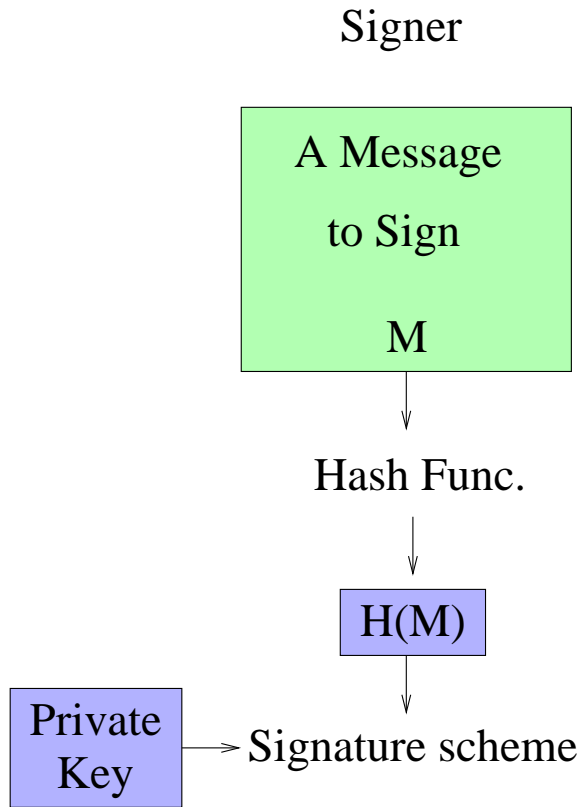 Signer
A Message
to Sign
M
Hash Func.
H(M)
Private
Key
Signature scheme